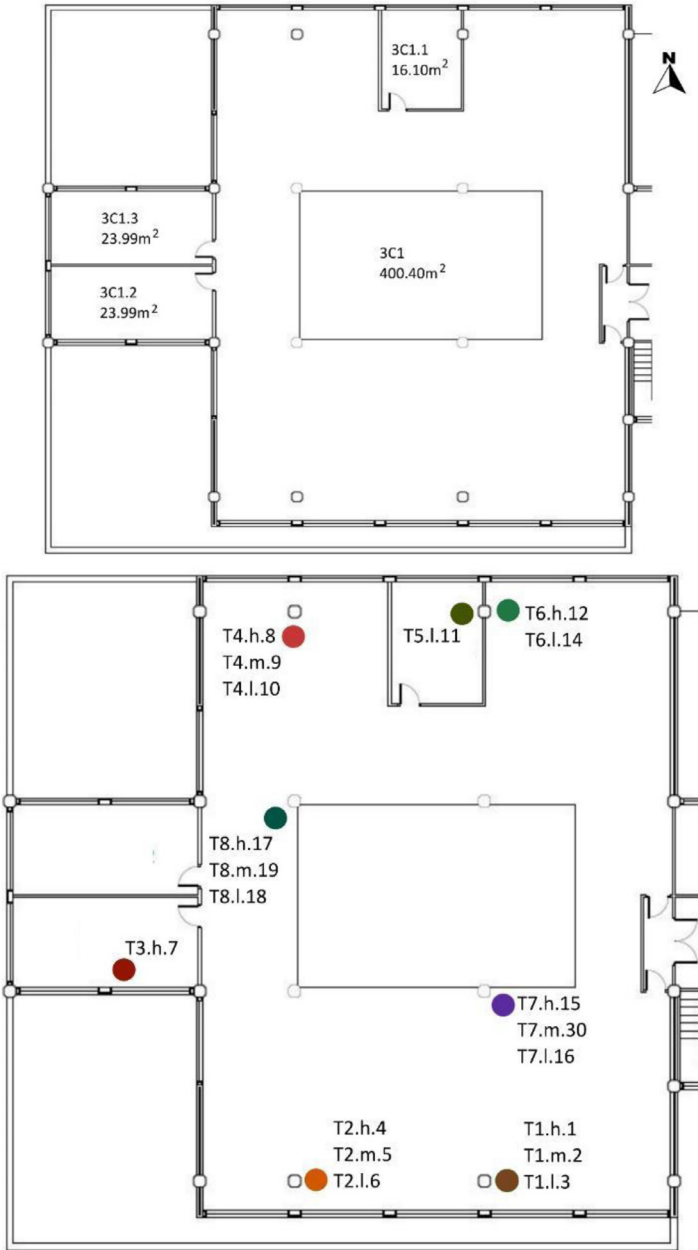 3C1.1
16.10m²
N
3C1.3
23.99m²
3C1
400.40m²
3C1.2
23.99m²
T4.h.8
T4.m.9
T4.l.10
T5.l.11
T6.h.12
T6.l.14
T8.h.17
T8.m.19
T8.l.18
T3.h.7
T7.h.15
T7.m.30
T7.l.16
T2.h.4
T2.m.5
T2.l.6
T1.h.1
T1.m.2
T1.l.3